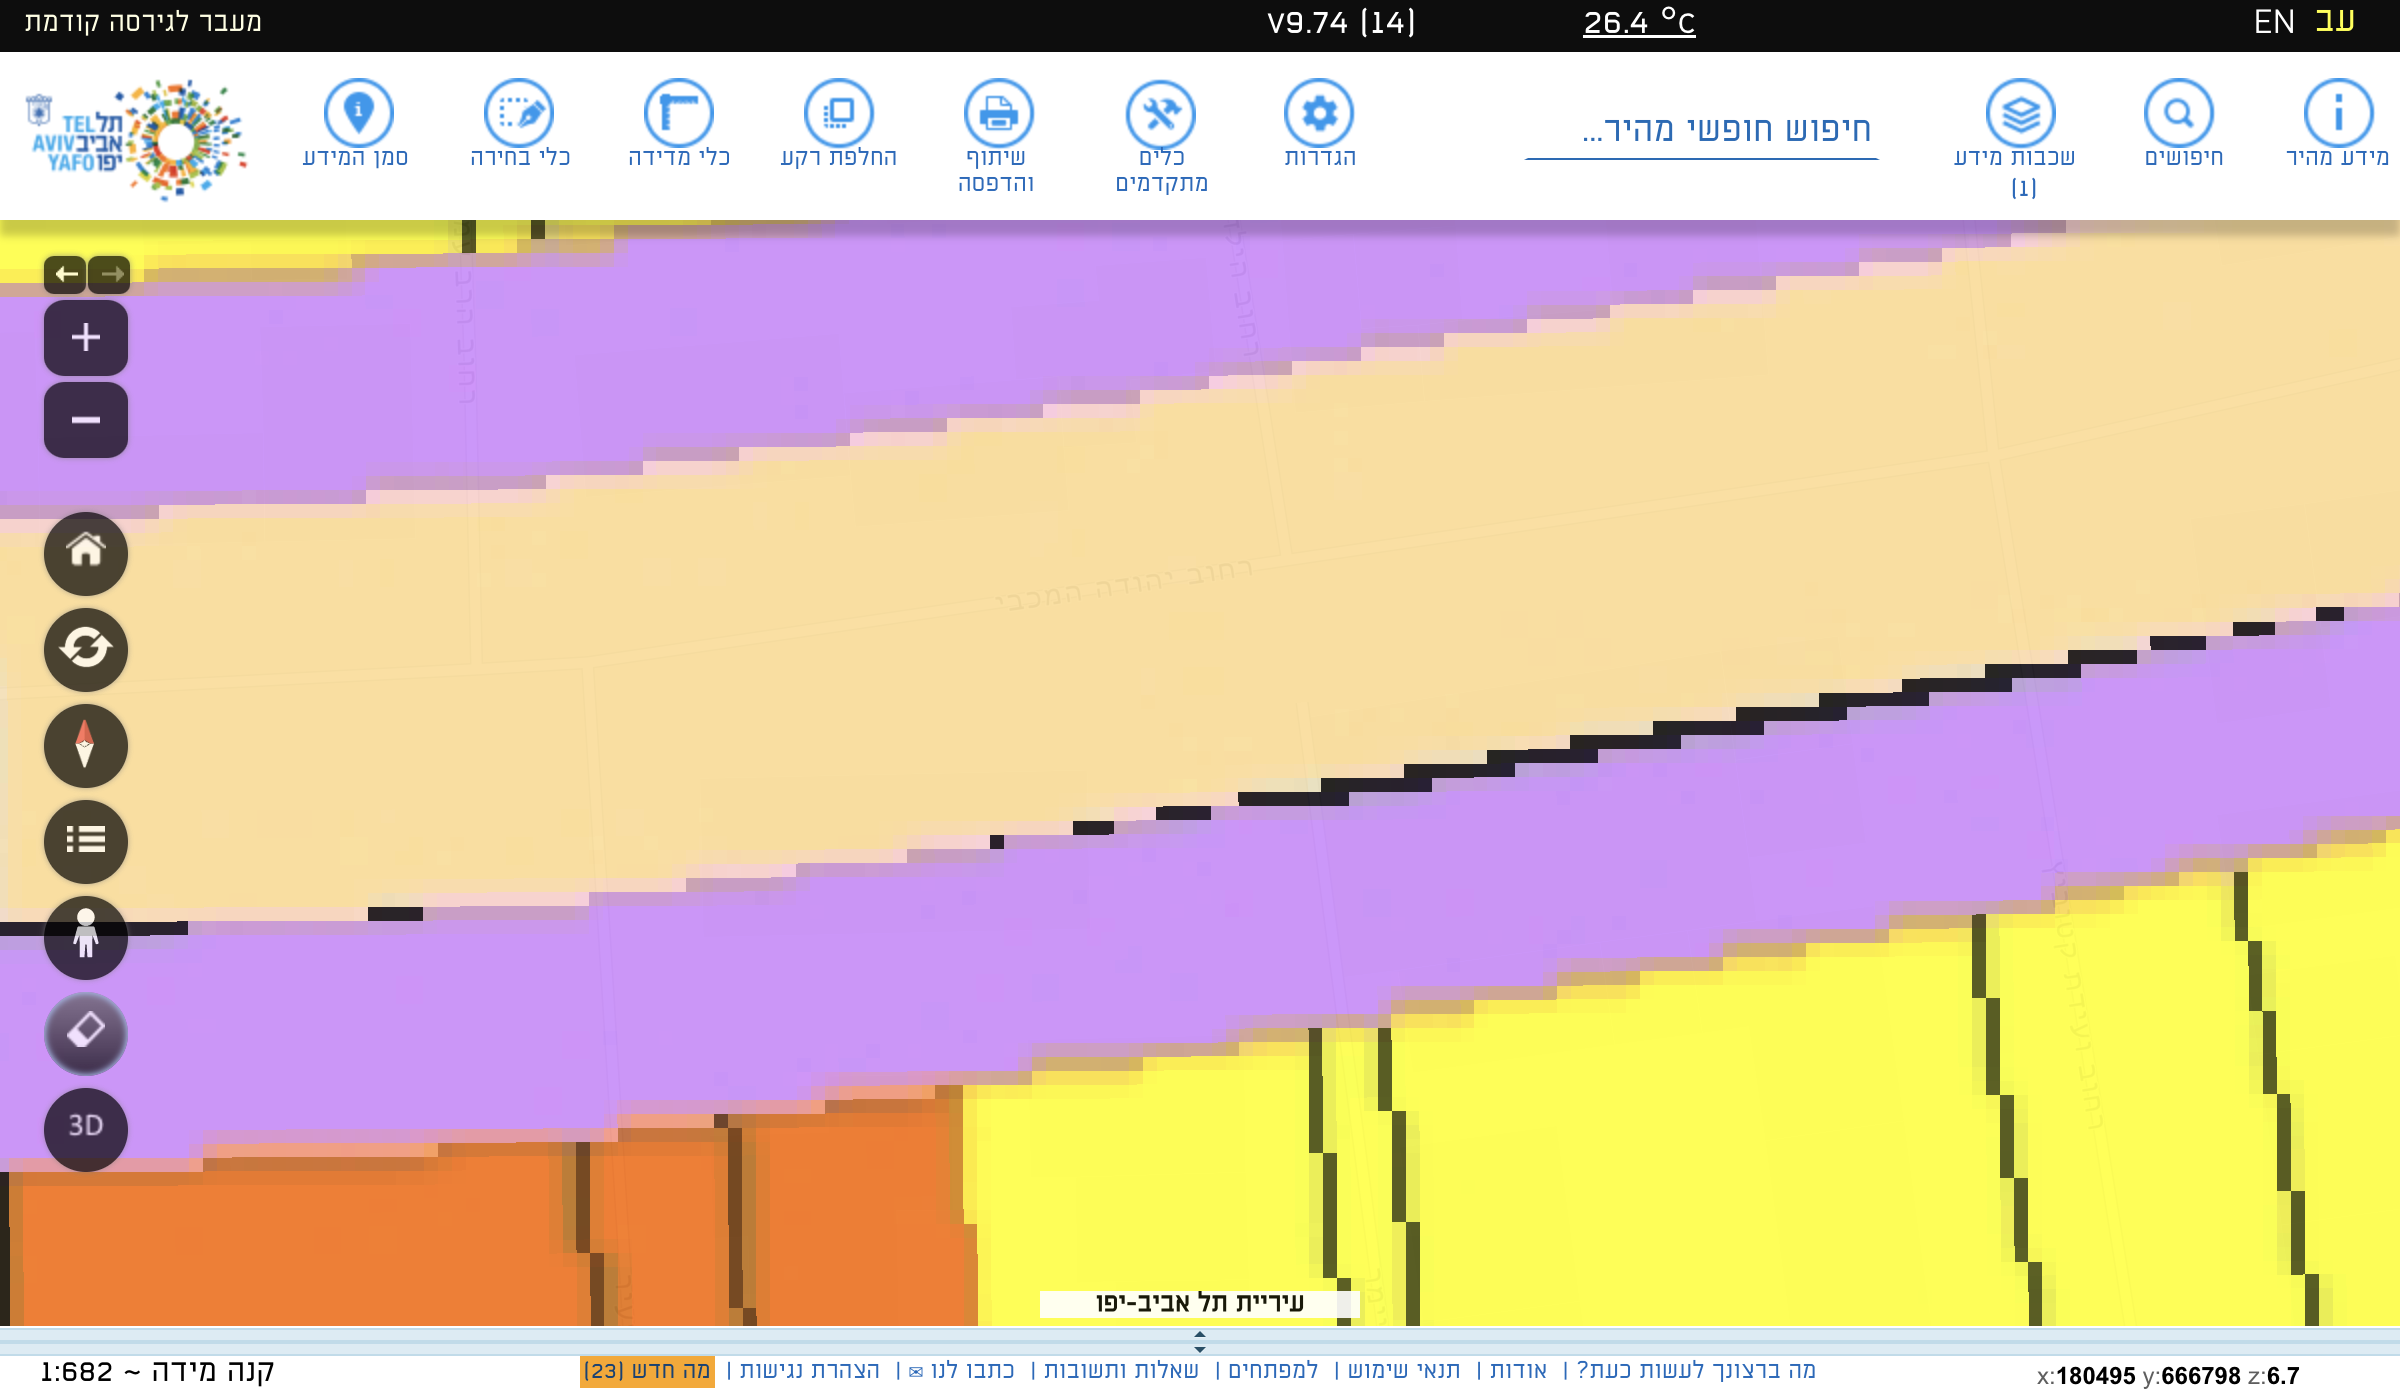 עב EN
26.4 °C
V9.74 (14)
מעבר לגירסה קודמת
מידע מהיר
חיפושים
שכבות מידע
(1)
חיפוש חופשי מהיר...
הגדרות
כלים
מתקדמים
שיתוף
והדפסה
החלפת רקע
כלי מדידה
כלי בחירה
סמן המידע
תל TEL
אביב AVIV
יפו YAFO
רחוב יהודה המכבי
3D
עיריית תל אביב-יפו
x:180495 y:666798 z:6.7
מה ברצונך לעשות כעת? | אודות | תנאי שימוש | למפתחים | שאלות ותשובות | כתבו לנו ✉ | הצהרת נגישות | מה חדש (23)
קנה מידה ~ 1:682